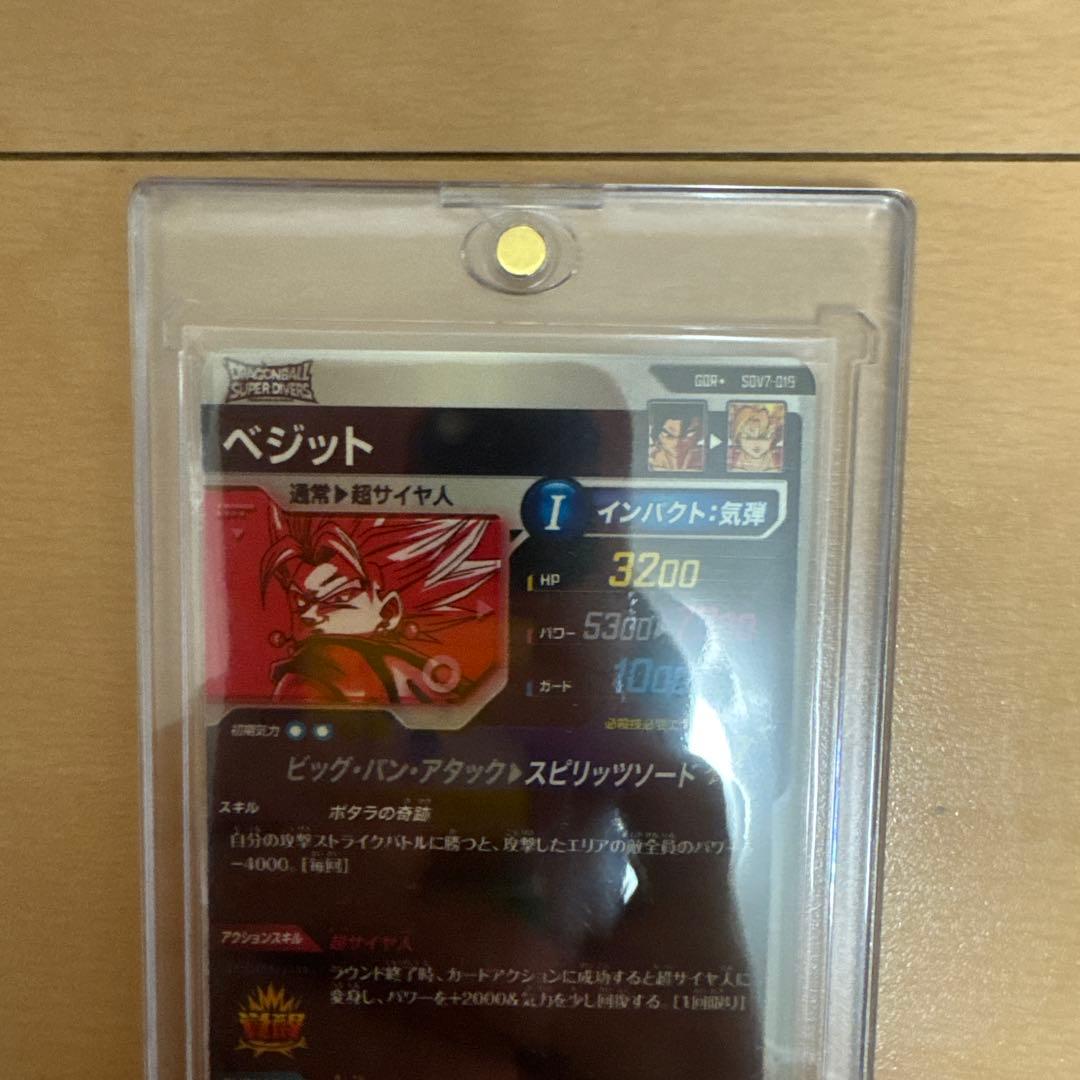 DRAGONBALL
SUPER DIVERS
GDR★ SDV7-019
ベジット
通常▶超サイヤ人
I インパクト:気弾
HP 3200
パワー 5300
ガード
初期気力
ビッグ・バン・アタック▶スピリッツソード
スキル ポタラの奇跡
自分の攻撃ストライクバトルに勝つと、攻撃したエリアの敵全員のパワー
-4000。[毎回]
アクションスキル 超サイヤ人
ラウンド終了時、カードアクションに成功すると超サイヤ人に
変身し、パワーを+2000&気力を少し回復する。[1回限り]
覚醒